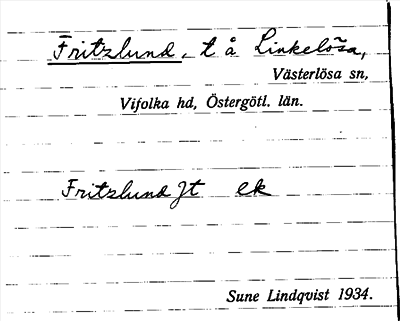 Fritzlund, t å Linkelösa,
Västerlösa sn,
Vifolka hd, Östergötl. län.
Fritzlund Jt ek
Sune Lindqvist 1934.